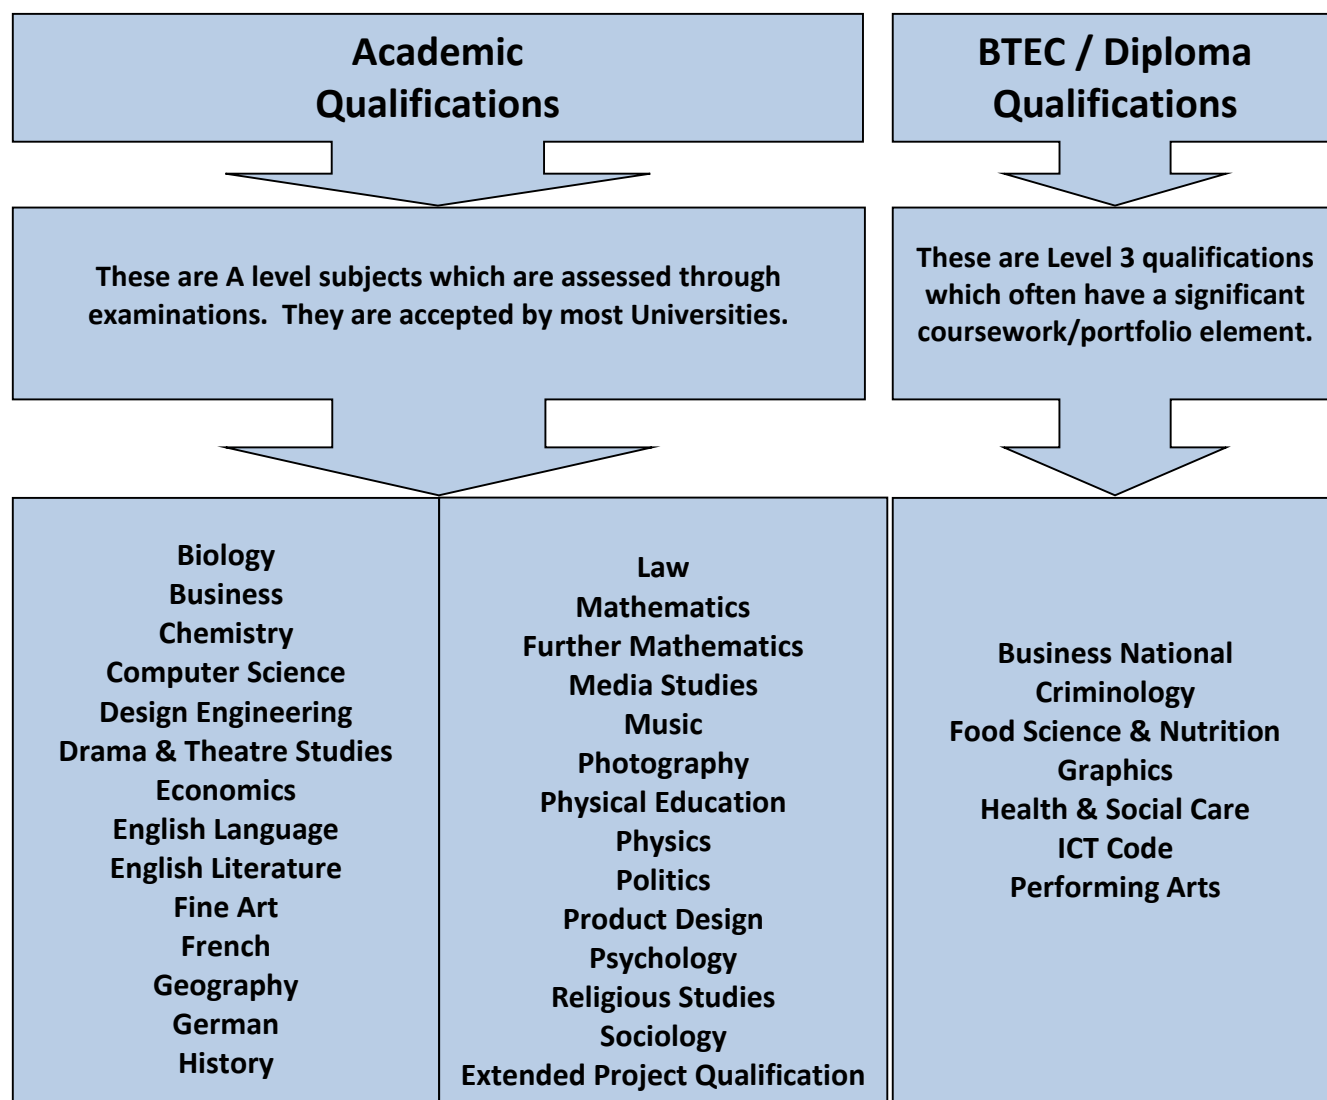 Academic
Qualifications
These are A level subjects which are assessed through
examinations.  They are accepted by most Universities.
Biology
Business
Chemistry
Computer Science
Design Engineering
Drama & Theatre Studies
Economics
English Language
English Literature
Fine Art
French
Geography
German
History
Law
Mathematics
Further Mathematics
Media Studies
Music
Photography
Physical Education
Physics
Politics
Product Design
Psychology
Religious Studies
Sociology
Extended Project Qualification
BTEC / Diploma
Qualifications
These are Level 3 qualifications
which often have a significant
coursework/portfolio element.
Business National
Criminology
Food Science & Nutrition
Graphics
Health & Social Care
ICT Code
Performing Arts